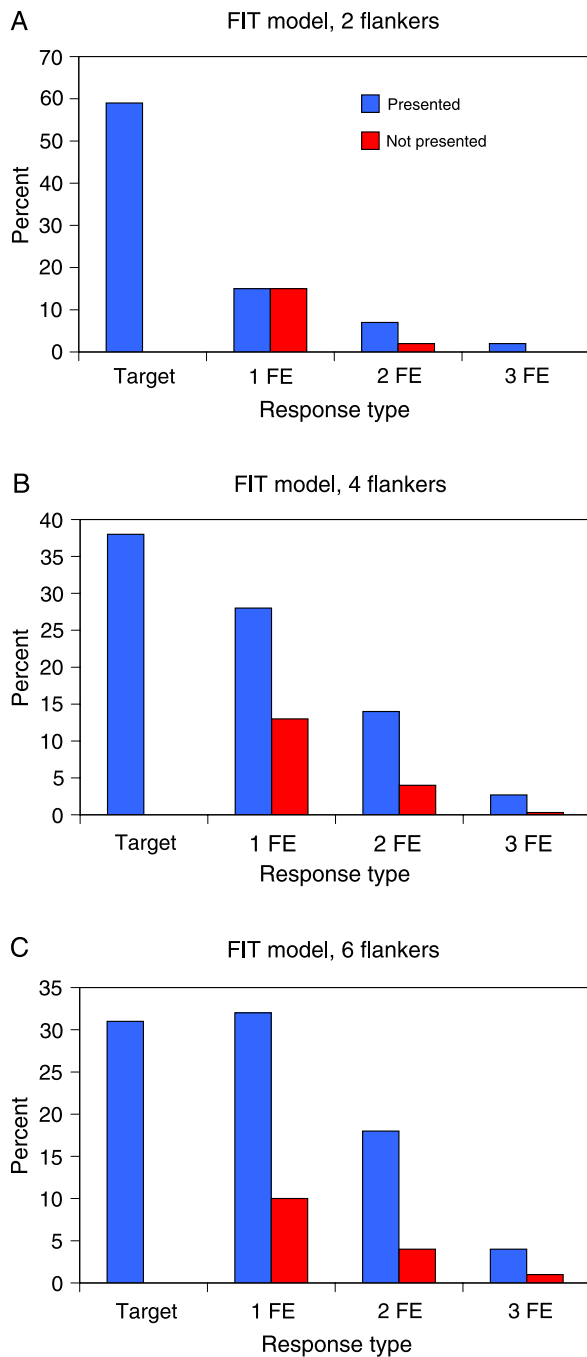 A
FIT model, 2 flankers
70
60
50
40
30
20
10
0
Percent
Presented
Not presented
Target 1 FE 2 FE 3 FE
Response type
B
FIT model, 4 flankers
40
35
30
25
20
15
10
5
0
Percent
Target 1 FE 2 FE 3 FE
Response type
C
FIT model, 6 flankers
35
30
25
20
15
10
5
0
Percent
Target 1 FE 2 FE 3 FE
Response type